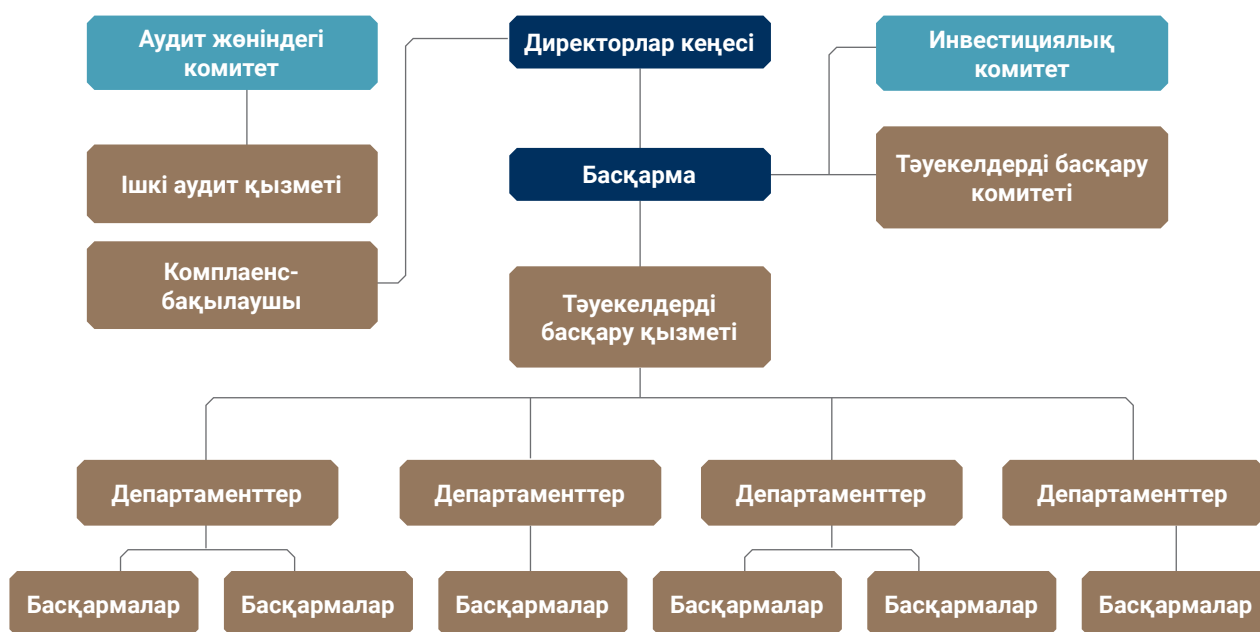 Аудит жөніндегі
комитет
Директорлар кеңесі
Инвестициялық
комитет
Ішкі аудит қызметі
Басқарма
Тәуекелдерді басқару
комитеті
Комплаенс-
бақылаушы
Тәуекелдерді
басқару қызметі
Департаменттер
Департаменттер
Департаменттер
Департаменттер
Басқармалар
Басқармалар
Басқармалар
Басқармалар
Басқармалар
Басқармалар